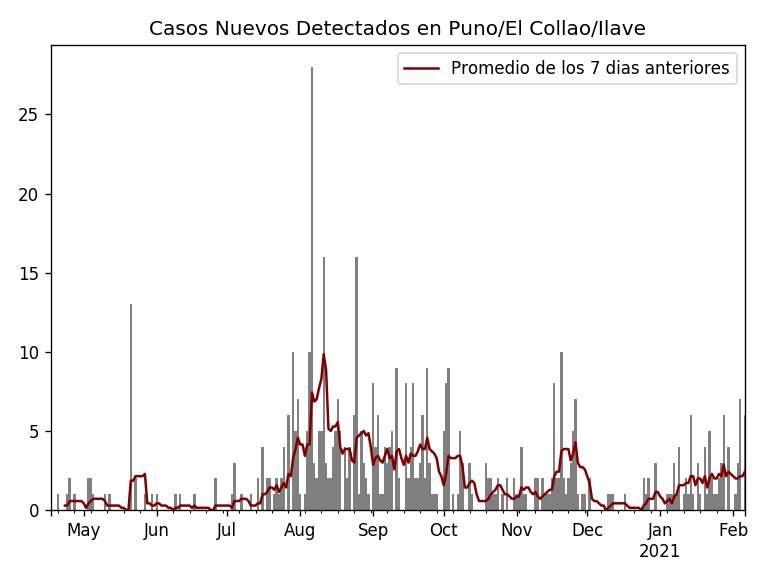 Casos Nuevos Detectados en Puno/El Collao/Ilave
Promedio de los 7 dias anteriores
25
20
15
10
5
0
May Jun Jul Aug Sep Oct Nov Dec Jan Feb
2021